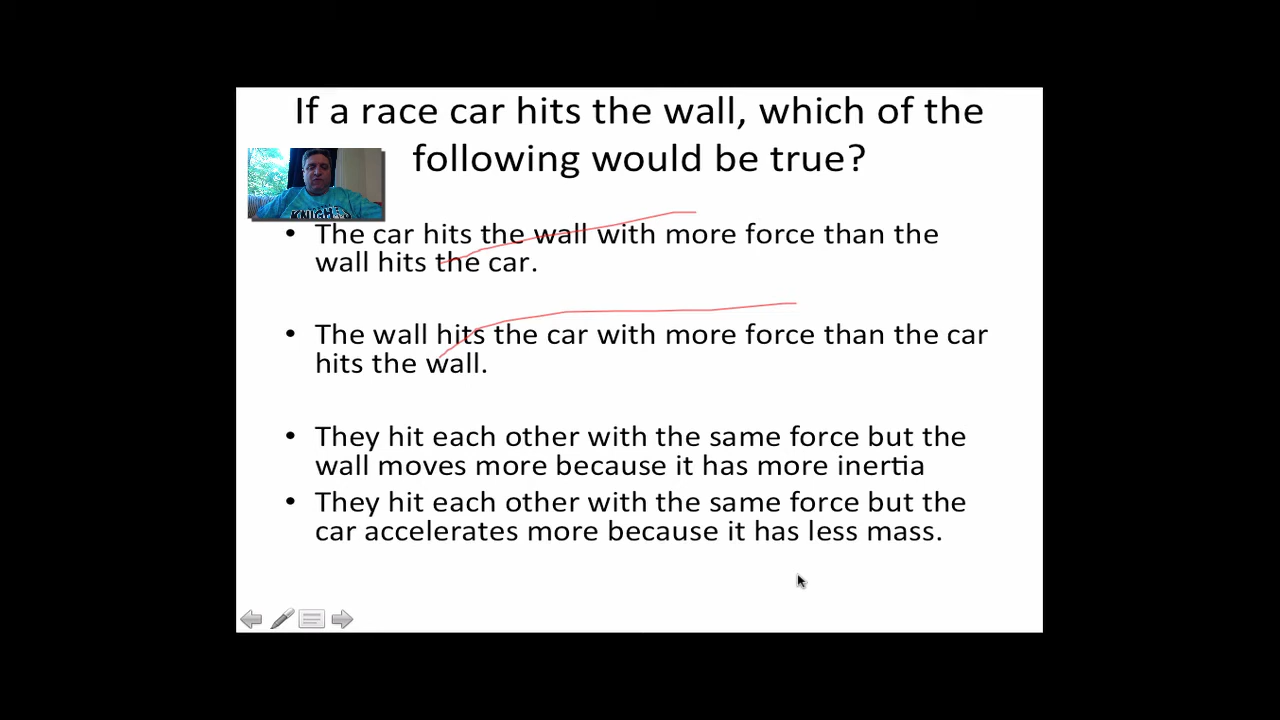 If a race car hits the wall, which of the
following would be true?
• The car hits the wall with more force than the
wall hits the car.
• The wall hits the car with more force than the car
hits the wall.
• They hit each other with the same force but the
wall moves more because it has more inertia
• They hit each other with the same force but the
car accelerates more because it has less mass.